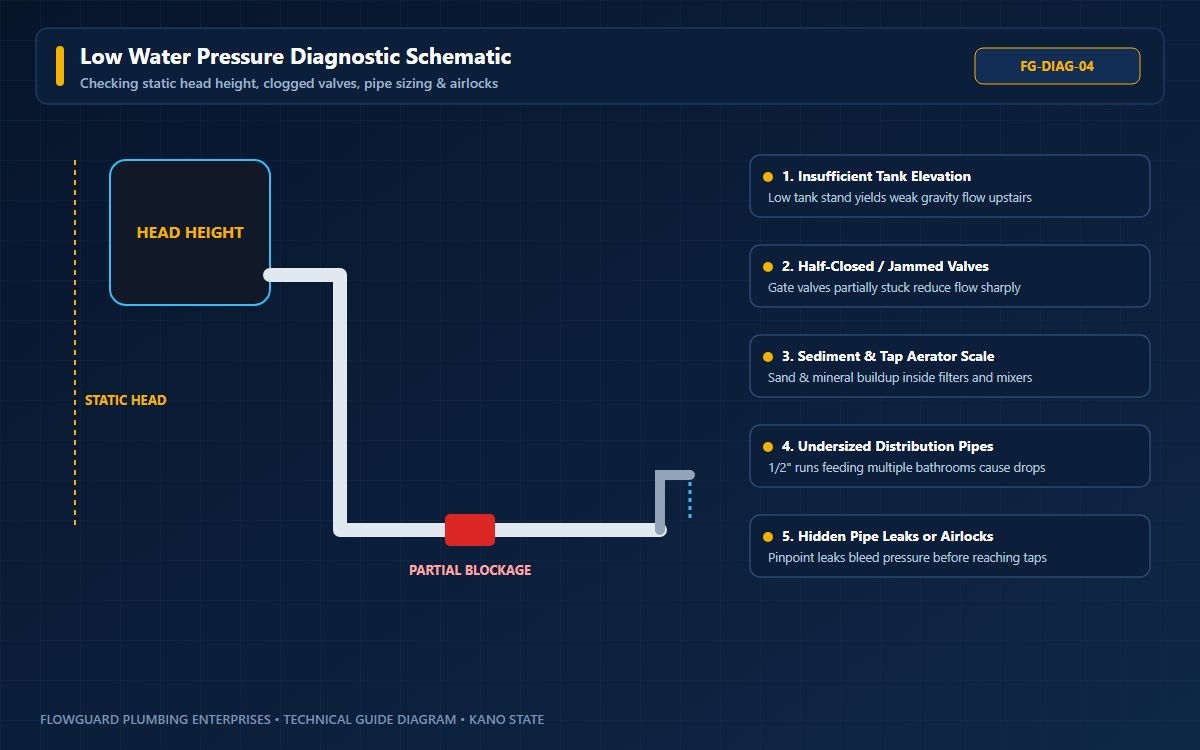 Low Water Pressure Diagnostic Schematic
Checking static head height, clogged valves, pipe sizing & airlocks
FG-DIAG-04
HEAD HEIGHT
STATIC HEAD
PARTIAL BLOCKAGE
1. Insufficient Tank Elevation
Low tank stand yields weak gravity flow upstairs
2. Half-Closed / Jammed Valves
Gate valves partially stuck reduce flow sharply
3. Sediment & Tap Aerator Scale
Sand & mineral buildup inside filters and mixers
4. Undersized Distribution Pipes
1/2" runs feeding multiple bathrooms cause drops
5. Hidden Pipe Leaks or Airlocks
Pinpoint leaks bleed pressure before reaching taps
FLOWGUARD PLUMBING ENTERPRISES • TECHNICAL GUIDE DIAGRAM • KANO STATE